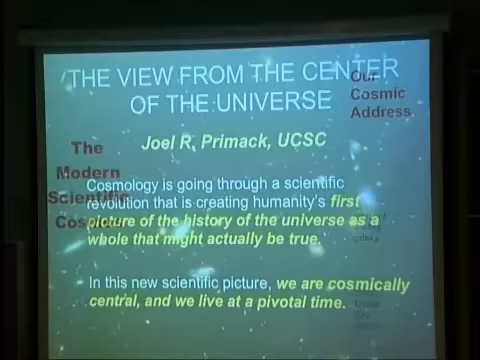 THE VIEW FROM THE CENTER
OF THE UNIVERSE
Our
Cosmic
Address
Joel R. Primack, UCSC
The
Modern
Scientific
Cosmos
Cosmology is going through a scientific
revolution that is creating humanity's first
picture of the history of the universe as a
whole that might actually be true.
In this new scientific picture, we are cosmically
central, and we live at a pivotal time.